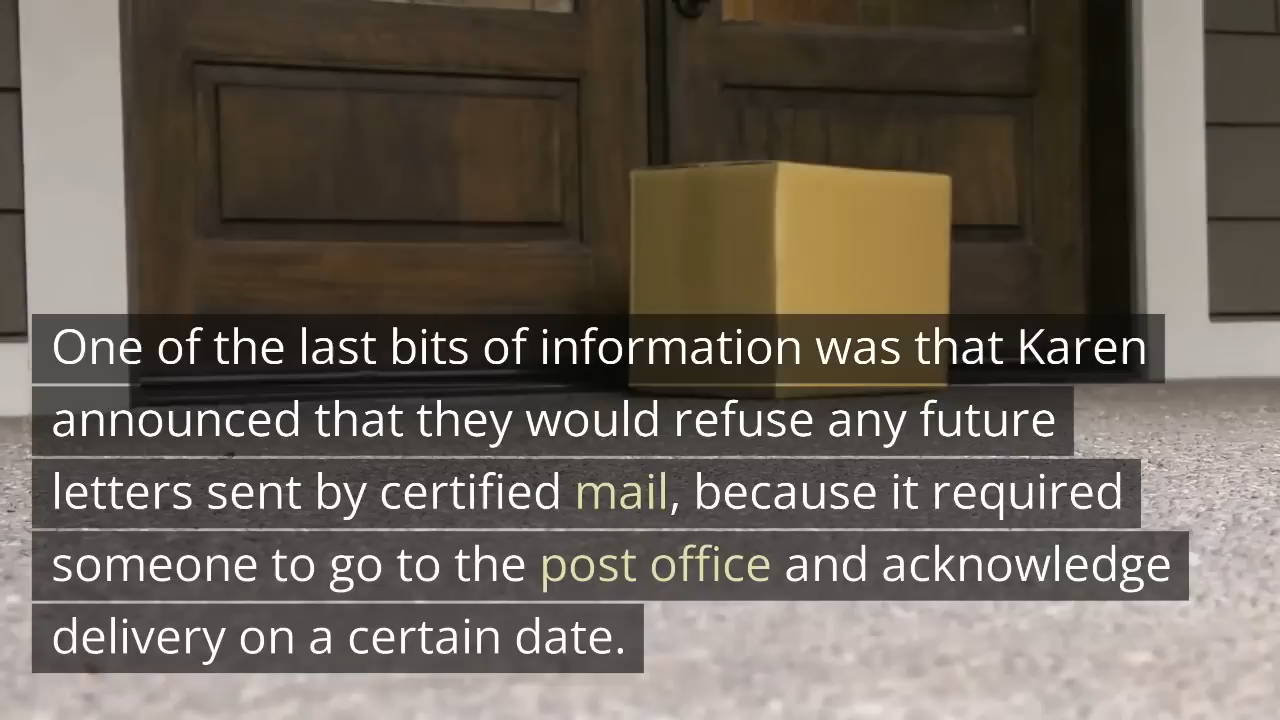 One of the last bits of information was that Karen
announced that they would refuse any future
letters sent by certified mail, because it required
someone to go to the post office and acknowledge
delivery on a certain date.